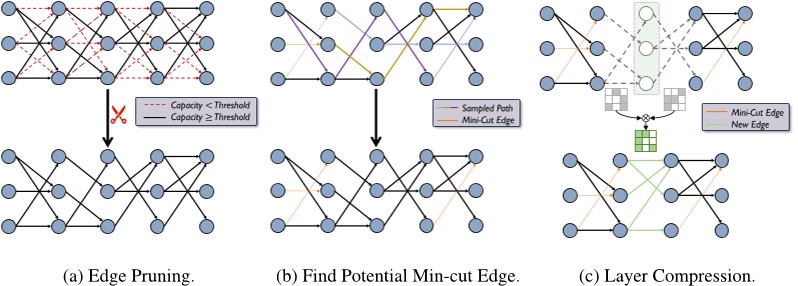 Capacity < Threshold
Capacity ≥ Threshold
Sampled Path
Mini-Cut Edge
Mini-Cut Edge
New Edge
(a) Edge Pruning.
(b) Find Potential Min-cut Edge.
(c) Layer Compression.